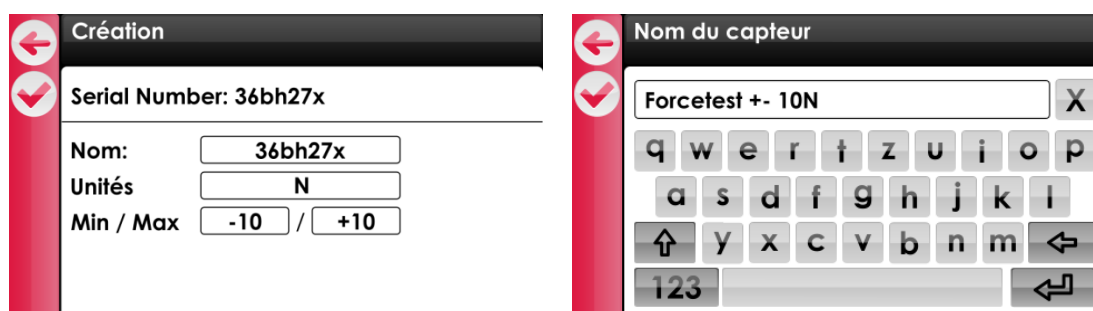 Création
Serial Number: 36bh27x
Nom: 36bh27x
Unités N
Min / Max -10 / +10
Nom du capteur
Forcetest +- 10N X
q w e r t z u i o p
a s d f g h j k l
y x c v b n m
123